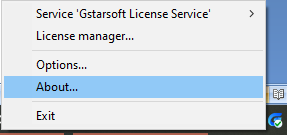 Service 'Gstarsoft License Service'
License manager...
Options...
About...
Exit